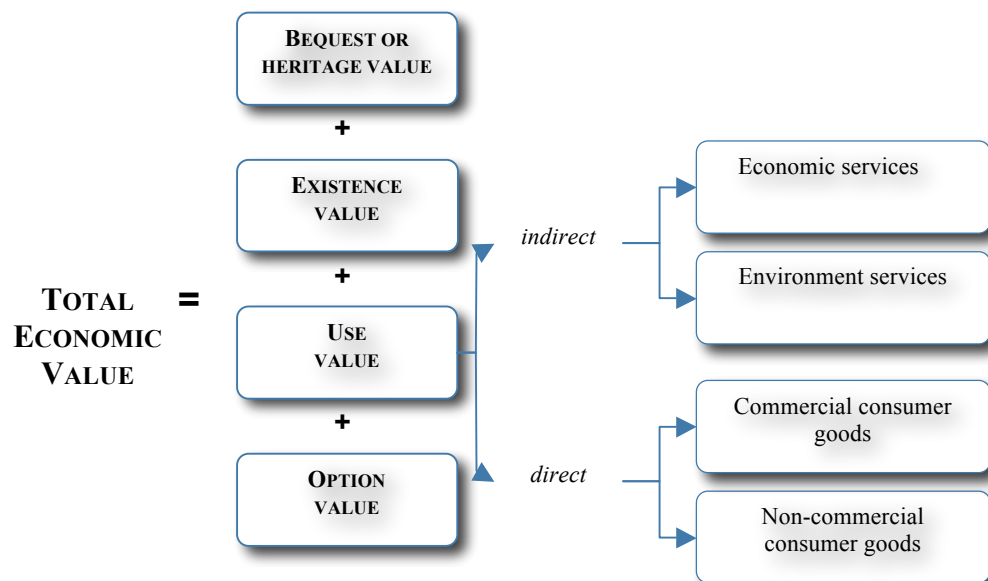 BEQUEST OR
HERITAGE VALUE
+
EXISTENCE
VALUE
+
USE
VALUE
+
OPTION
VALUE
TOTAL
ECONOMIC
VALUE
=
indirect
direct
Economic services
Environment services
Commercial consumer
goods
Non-commercial
consumer goods